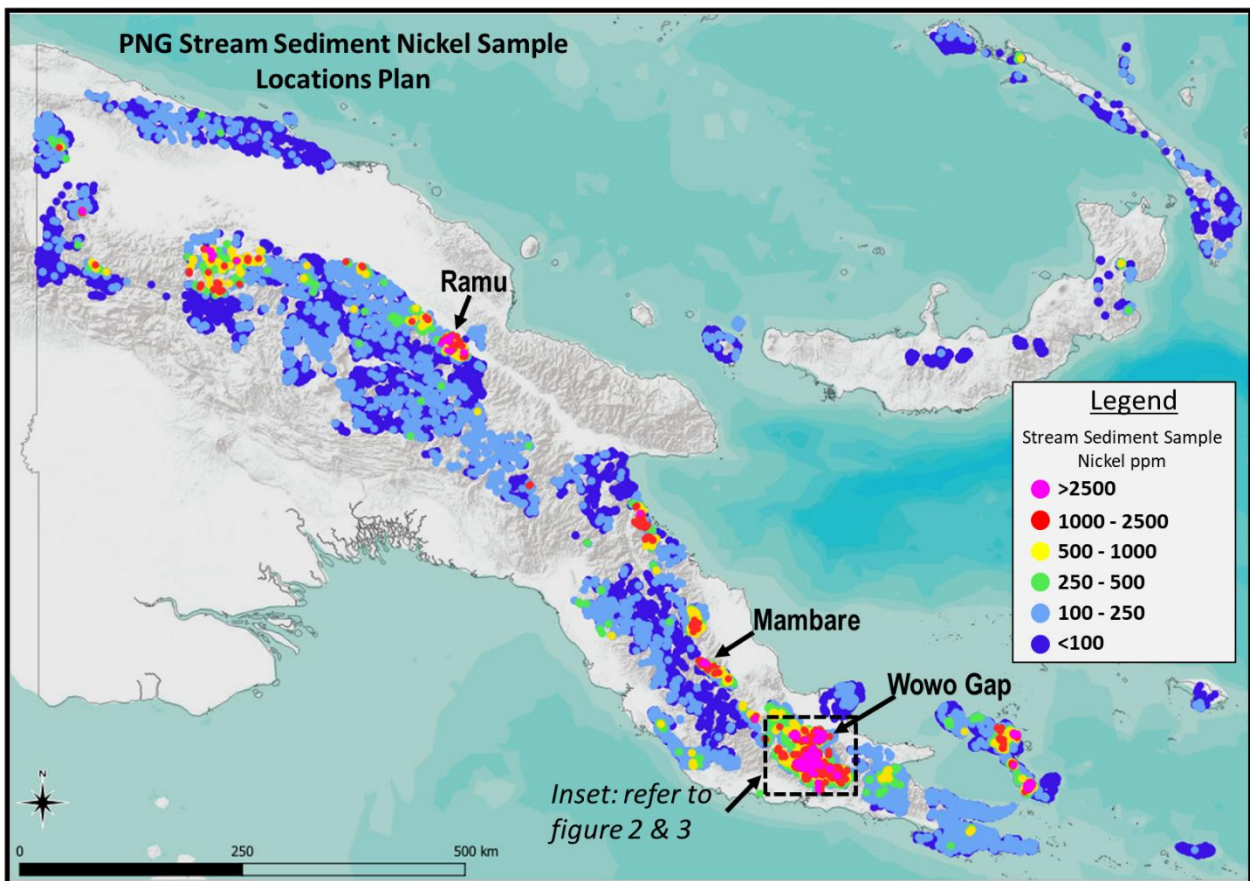 PNG Stream Sediment Nickel Sample
Locations Plan
Ramu
Legend
Stream Sediment Sample
Nickel ppm
>2500
1000 - 2500
500 - 1000
250 - 500
100 - 250
<100
Mambare
Wowo Gap
Inset: refer to
figure 2 & 3
N
0 250 500 km